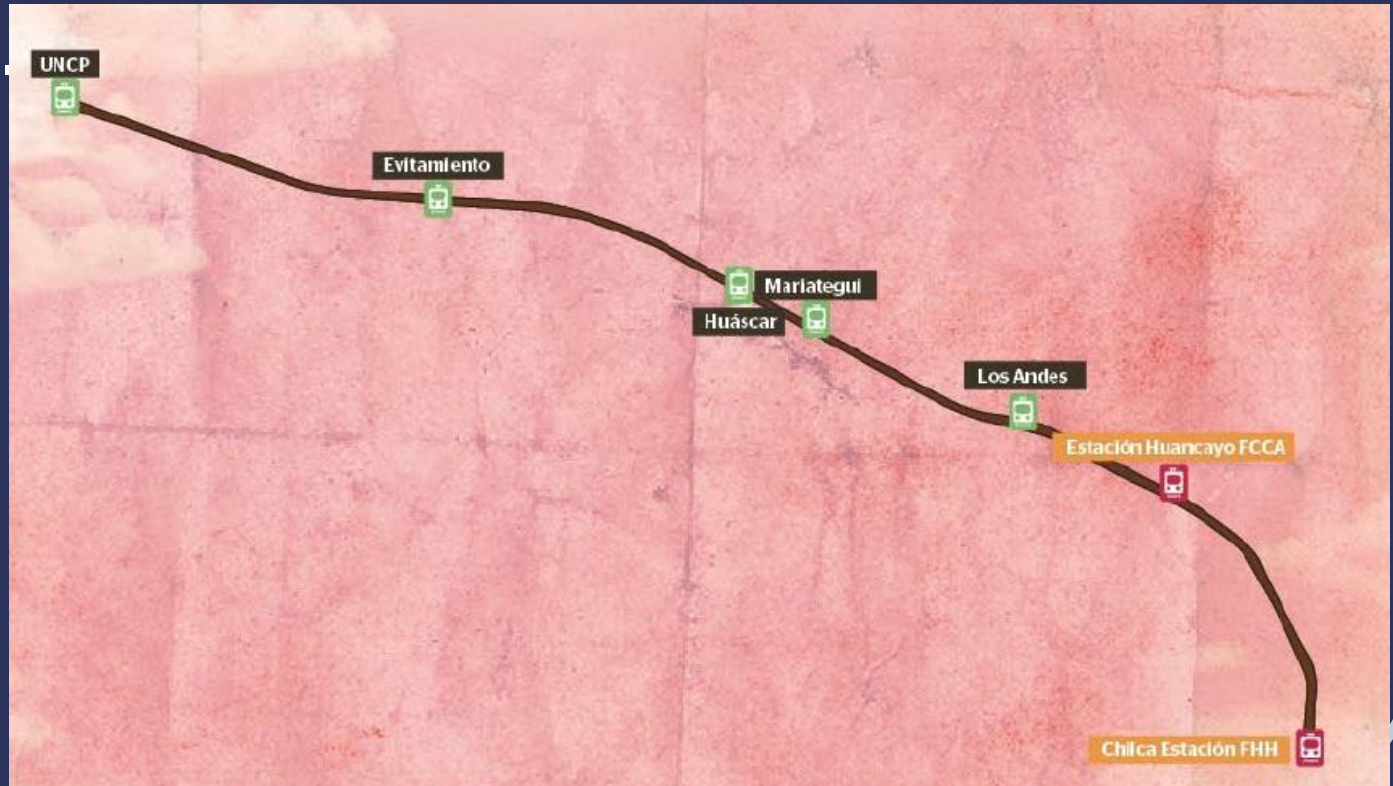 UNCP
Evitamiento
Mariategui
Huáscar
Los Andes
Estación Huancayo FCCA
Chilca Estación FHH